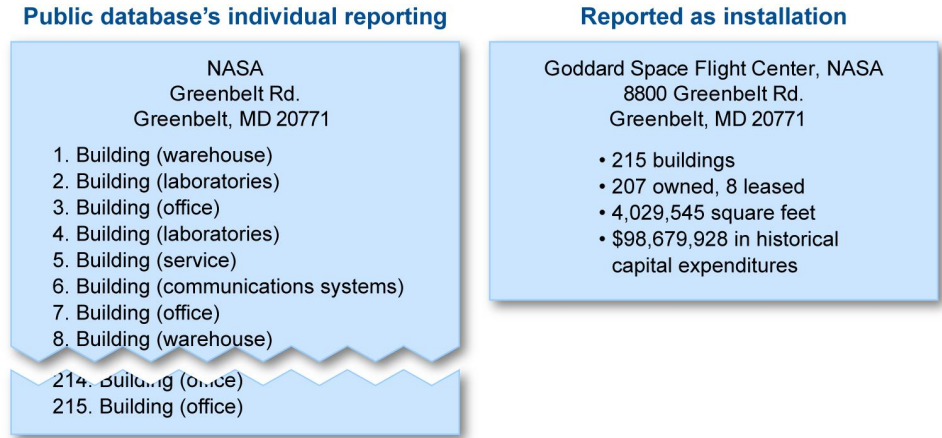 Public database's individual reporting
NASA
Greenbelt Rd.
Greenbelt, MD 20771
1. Building (warehouse)
2. Building (laboratories)
3. Building (office)
4. Building (laboratories)
5. Building (service)
6. Building (communications systems)
7. Building (office)
8. Building (warehouse)
214. Building (office)
215. Building (office)
Reported as installation
Goddard Space Flight Center, NASA
8800 Greenbelt Rd.
Greenbelt, MD 20771
• 215 buildings
• 207 owned, 8 leased
• 4,029,545 square feet
• $98,679,928 in historical
capital expenditures